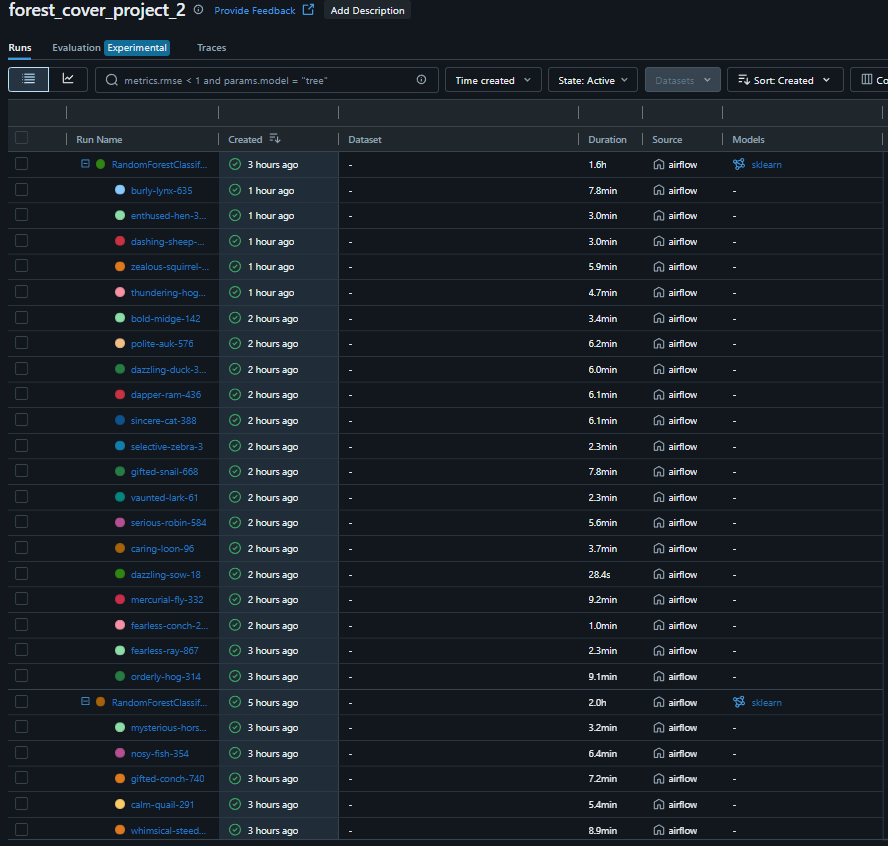 forest_cover_project_2 Provide Feedback Add Description
Runs Evaluation Experimental Traces
metrics.rmse < 1 and params.model = "tree" Time created State: Active Datasets Sort: Created Co
Run Name Created Dataset Duration Source Models
RandomForestClassif... 3 hours ago - 1.6h airflow sklearn
burly-lynx-635 1 hour ago - 7.8min airflow -
enthused-hen-3... 1 hour ago - 3.0min airflow -
dashing-sheep-... 1 hour ago - 3.0min airflow -
zealous-squirrel-... 1 hour ago - 5.9min airflow -
thundering-hog... 1 hour ago - 4.7min airflow -
bold-midge-142 2 hours ago - 3.4min airflow -
polite-auk-576 2 hours ago - 6.2min airflow -
dazzling-duck-3... 2 hours ago - 6.0min airflow -
dapper-ram-436 2 hours ago - 6.1min airflow -
sincere-cat-388 2 hours ago - 6.1min airflow -
selective-zebra-3 2 hours ago - 2.3min airflow -
gifted-snail-668 2 hours ago - 7.8min airflow -
vaunted-lark-61 2 hours ago - 2.3min airflow -
serious-robin-584 2 hours ago - 5.6min airflow -
caring-loon-96 2 hours ago - 3.7min airflow -
dazzling-sow-18 2 hours ago - 28.4s airflow -
mercurial-fly-332 2 hours ago - 9.2min airflow -
fearless-conch-2... 2 hours ago - 1.0min airflow -
fearless-ray-867 3 hours ago - 2.3min airflow -
orderly-hog-314 3 hours ago - 9.1min airflow -
RandomForestClassif... 5 hours ago - 2.0h airflow sklearn
mysterious-hors... 3 hours ago - 3.2min airflow -
nosy-fish-354 3 hours ago - 6.4min airflow -
gifted-conch-740 3 hours ago - 7.2min airflow -
calm-quail-291 3 hours ago - 5.4min airflow -
whimsical-steed... 3 hours ago - 8.9min airflow -